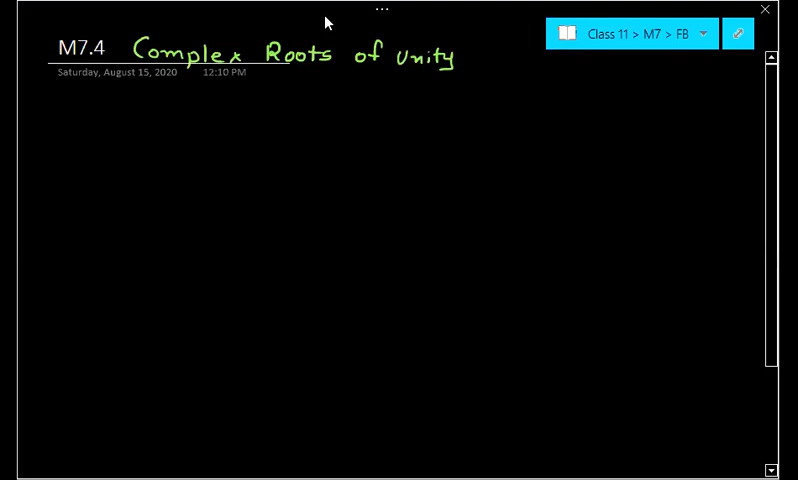 M7.4 Complex Roots of unity
Class 11 > M7 > FB
Saturday, August 15, 2020 12:10 PM